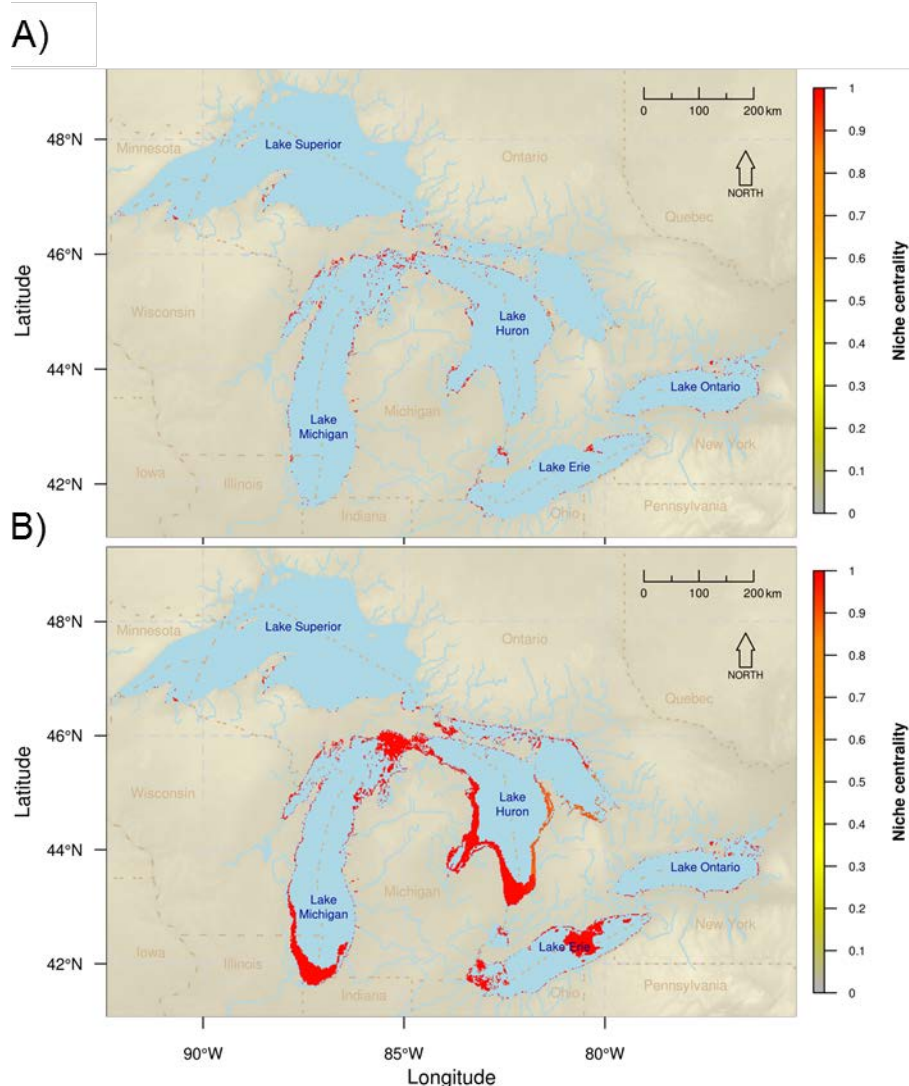 A)
0 100 200 km
48°N
46°N
44°N
42°N
Latitude
Minnesota
Lake Superior
Ontario
NORTH
Quebec
Wisconsin
Lake
Huron
Lake Ontario
Michigan
Lake
Michigan
New York
Iowa
Illinois
Lake Erie
Indiana
Ohio
Pennsylvania
1
0.9
0.8
0.7
0.6
0.5
0.4
0.3
0.2
0.1
0
Niche centrality
B)
0 100 200 km
48°N
46°N
44°N
42°N
Latitude
Minnesota
Lake Superior
Ontario
NORTH
Quebec
Wisconsin
Lake
Huron
Lake Ontario
Michigan
Lake
Michigan
New York
Iowa
Illinois
Lake Erie
Indiana
Ohio
Pennsylvania
1
0.9
0.8
0.7
0.6
0.5
0.4
0.3
0.2
0.1
0
Niche centrality
90°W 85°W 80°W
Longitude